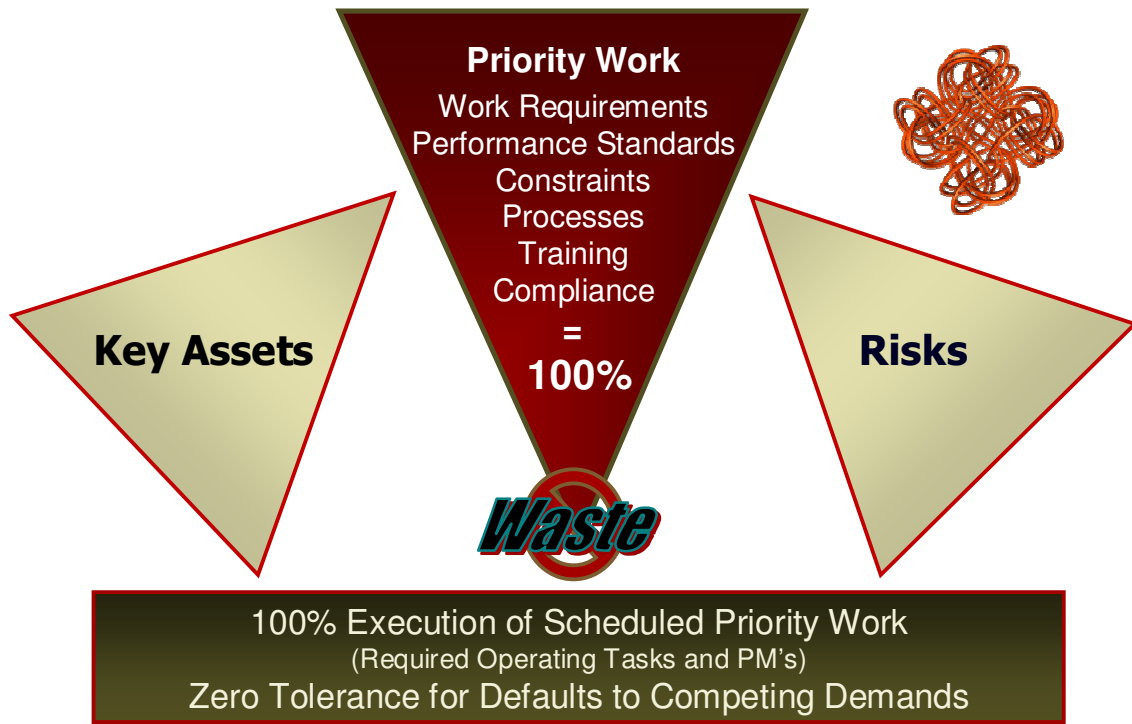 Priority Work
Work Requirements
Performance Standards
Constraints
Processes
Training
Compliance
=
100%
Key Assets
Risks
Waste
100% Execution of Scheduled Priority Work
(Required Operating Tasks and PM's)
Zero Tolerance for Defaults to Competing Demands